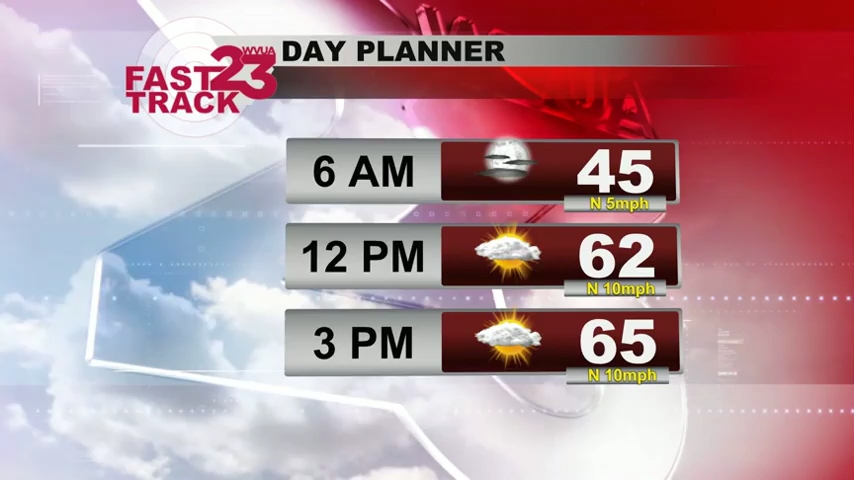 WVUA
23
FAST
TRACK
DAY PLANNER
6 AM
45
N 5mph
12 PM
62
N 10mph
3 PM
65
N 10mph